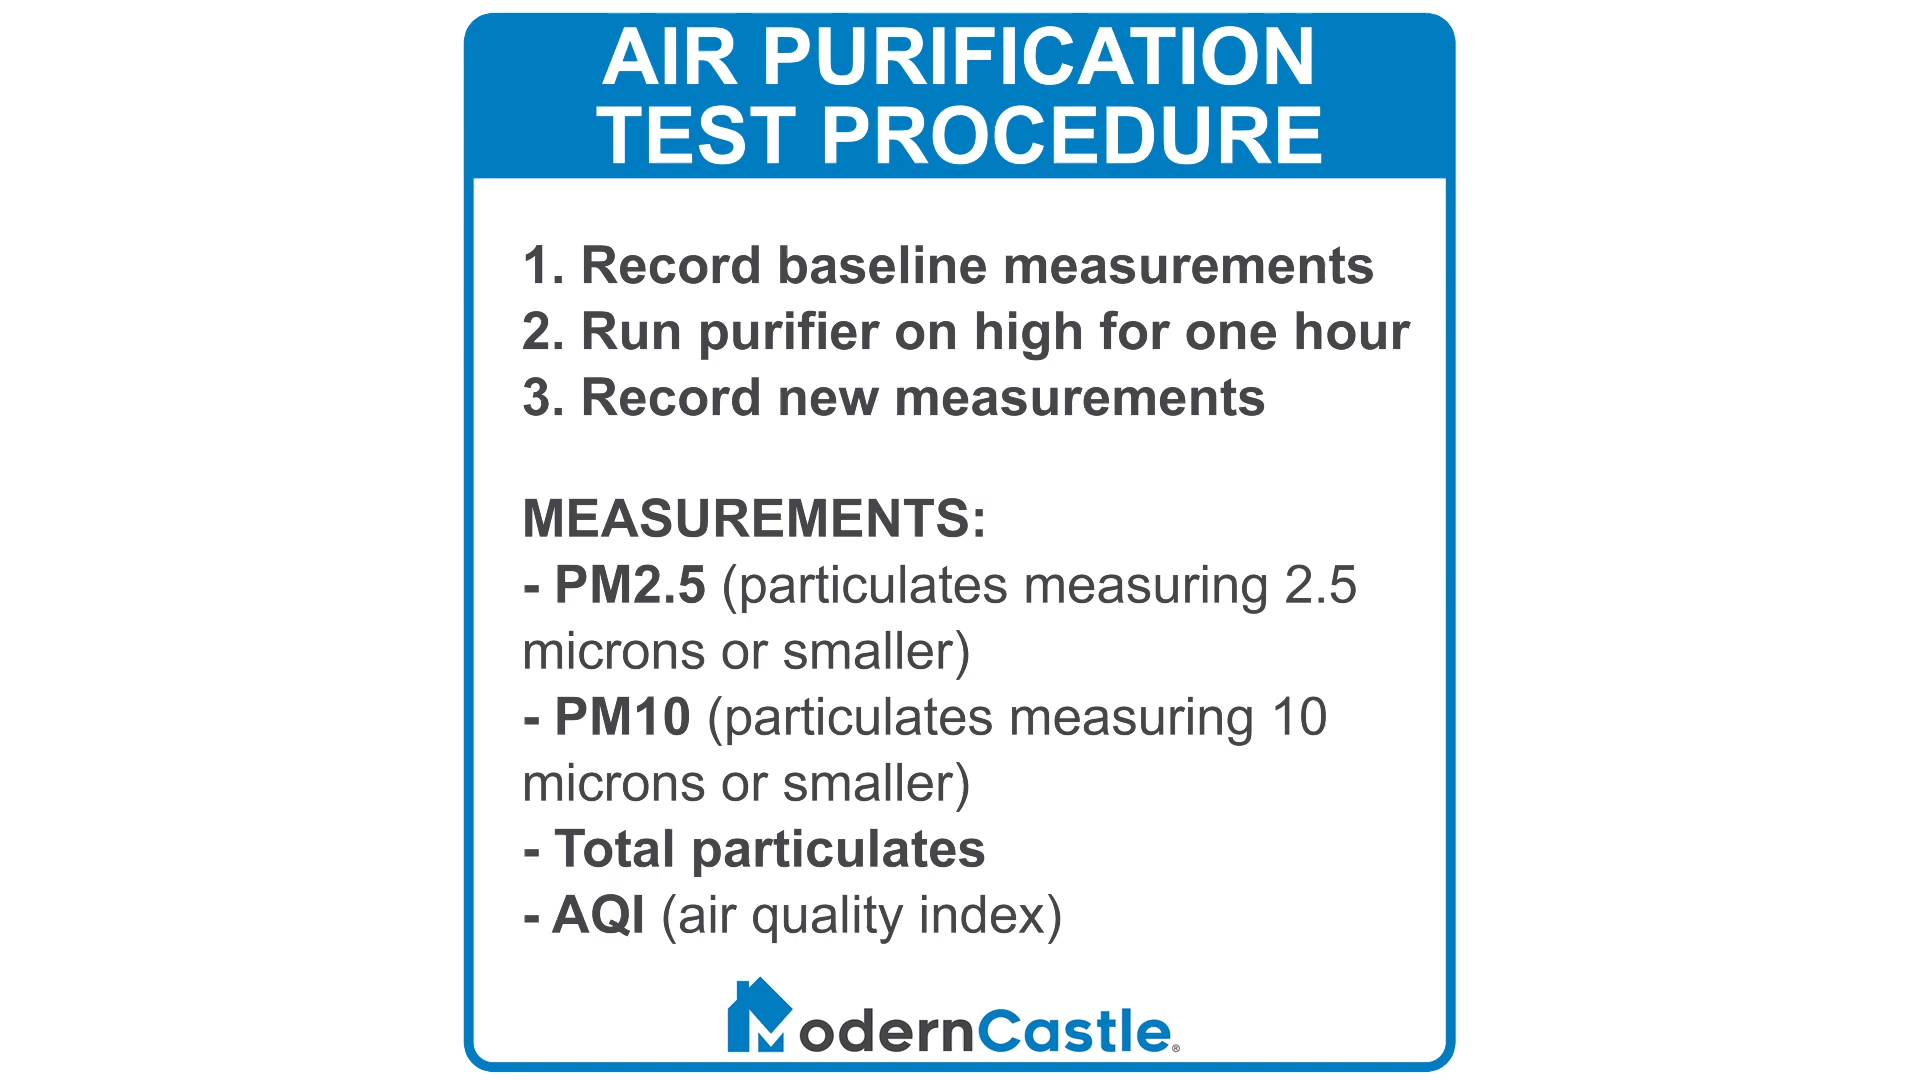 AIR PURIFICATION
TEST PROCEDURE
1. Record baseline measurements
2. Run purifier on high for one hour
3. Record new measurements
MEASUREMENTS:
- PM2.5 (particulates measuring 2.5
microns or smaller)
- PM10 (particulates measuring 10
microns or smaller)
- Total particulates
- AQI (air quality index)
ModernCastle®